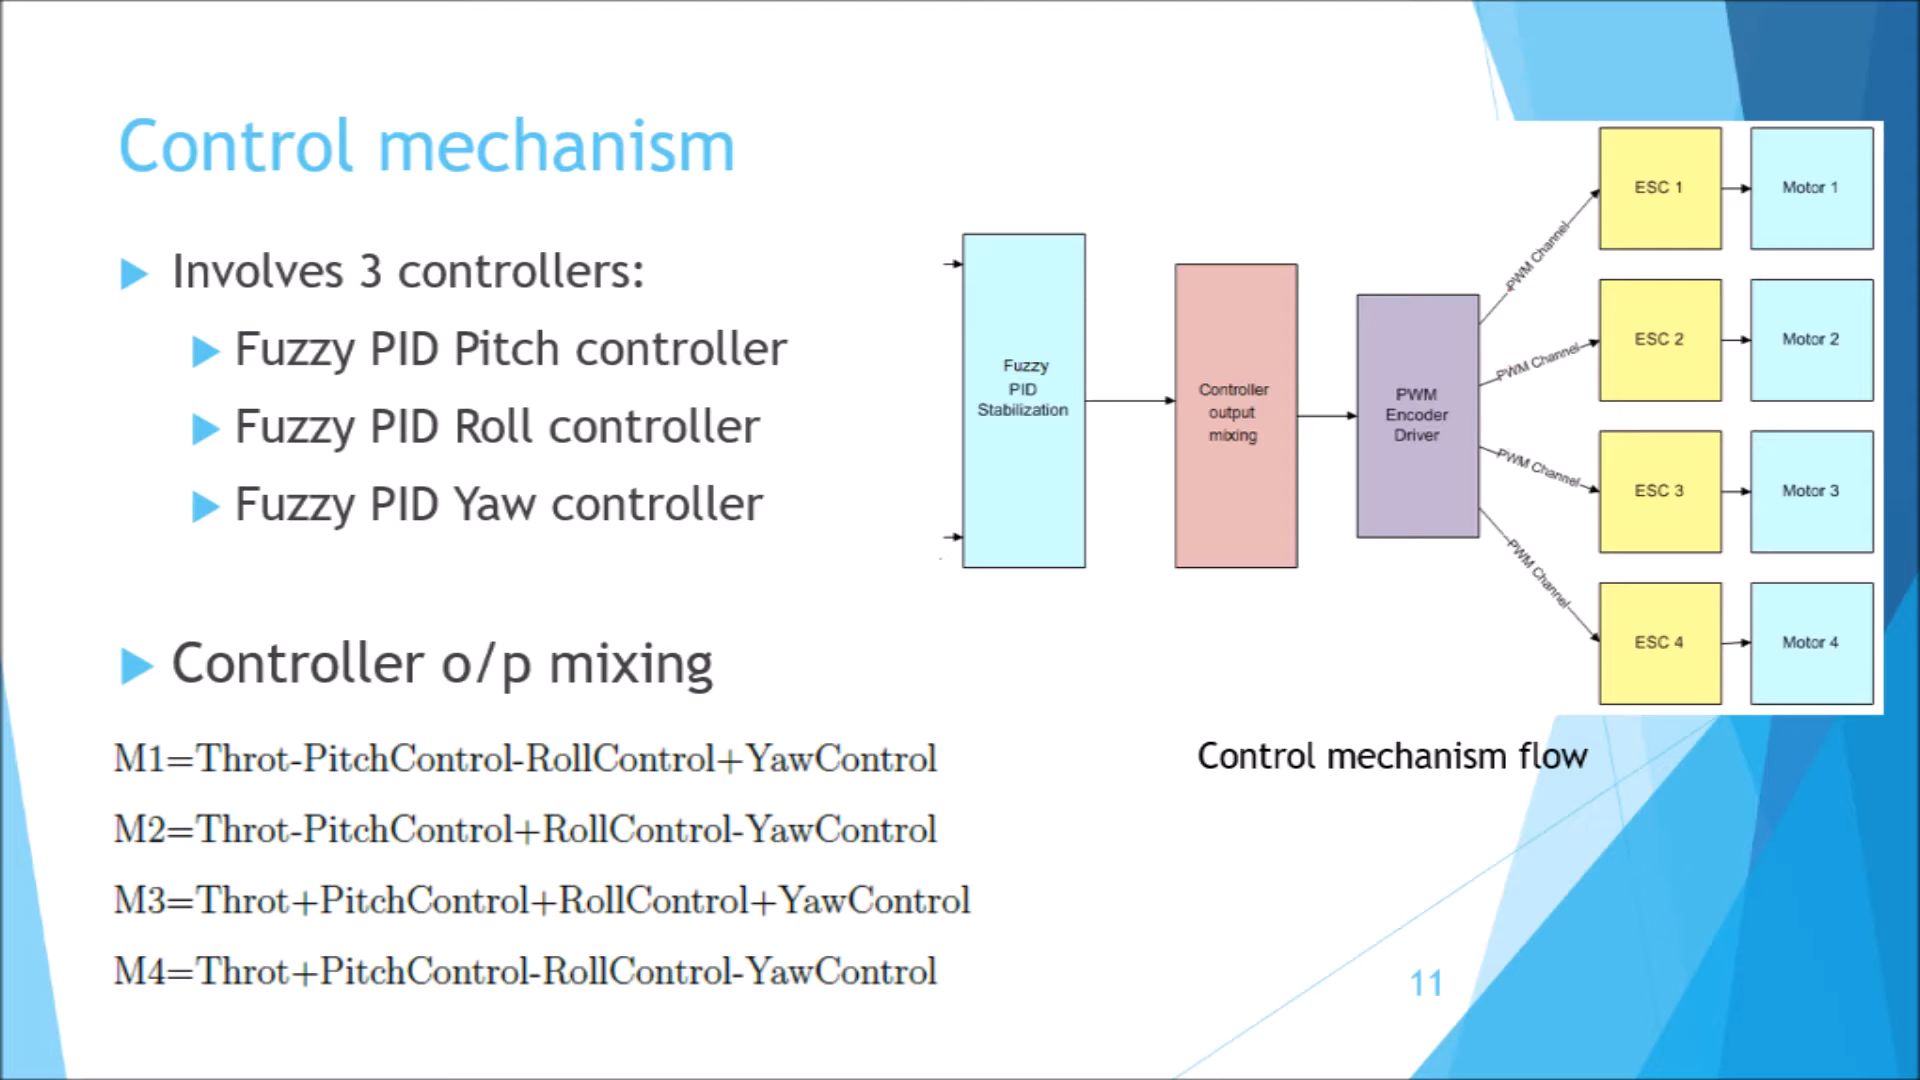 Control mechanism
Involves 3 controllers:
Fuzzy PID Pitch controller
Fuzzy PID Roll controller
Fuzzy PID Yaw controller
Controller o/p mixing
M1=Throt-PitchControl-RollControl+YawControl
M2=Throt-PitchControl+RollControl-YawControl
M3=Throt+PitchControl+RollControl+YawControl
M4=Throt+PitchControl-RollControl-YawControl
Fuzzy
PID
Stabilization
Controller
output
mixing
PWM
Encoder
Driver
PWM Channel
PWM Channel
PWM Channel
PWM Channel
ESC 1
Motor 1
ESC 2
Motor 2
ESC 3
Motor 3
ESC 4
Motor 4
Control mechanism flow
11